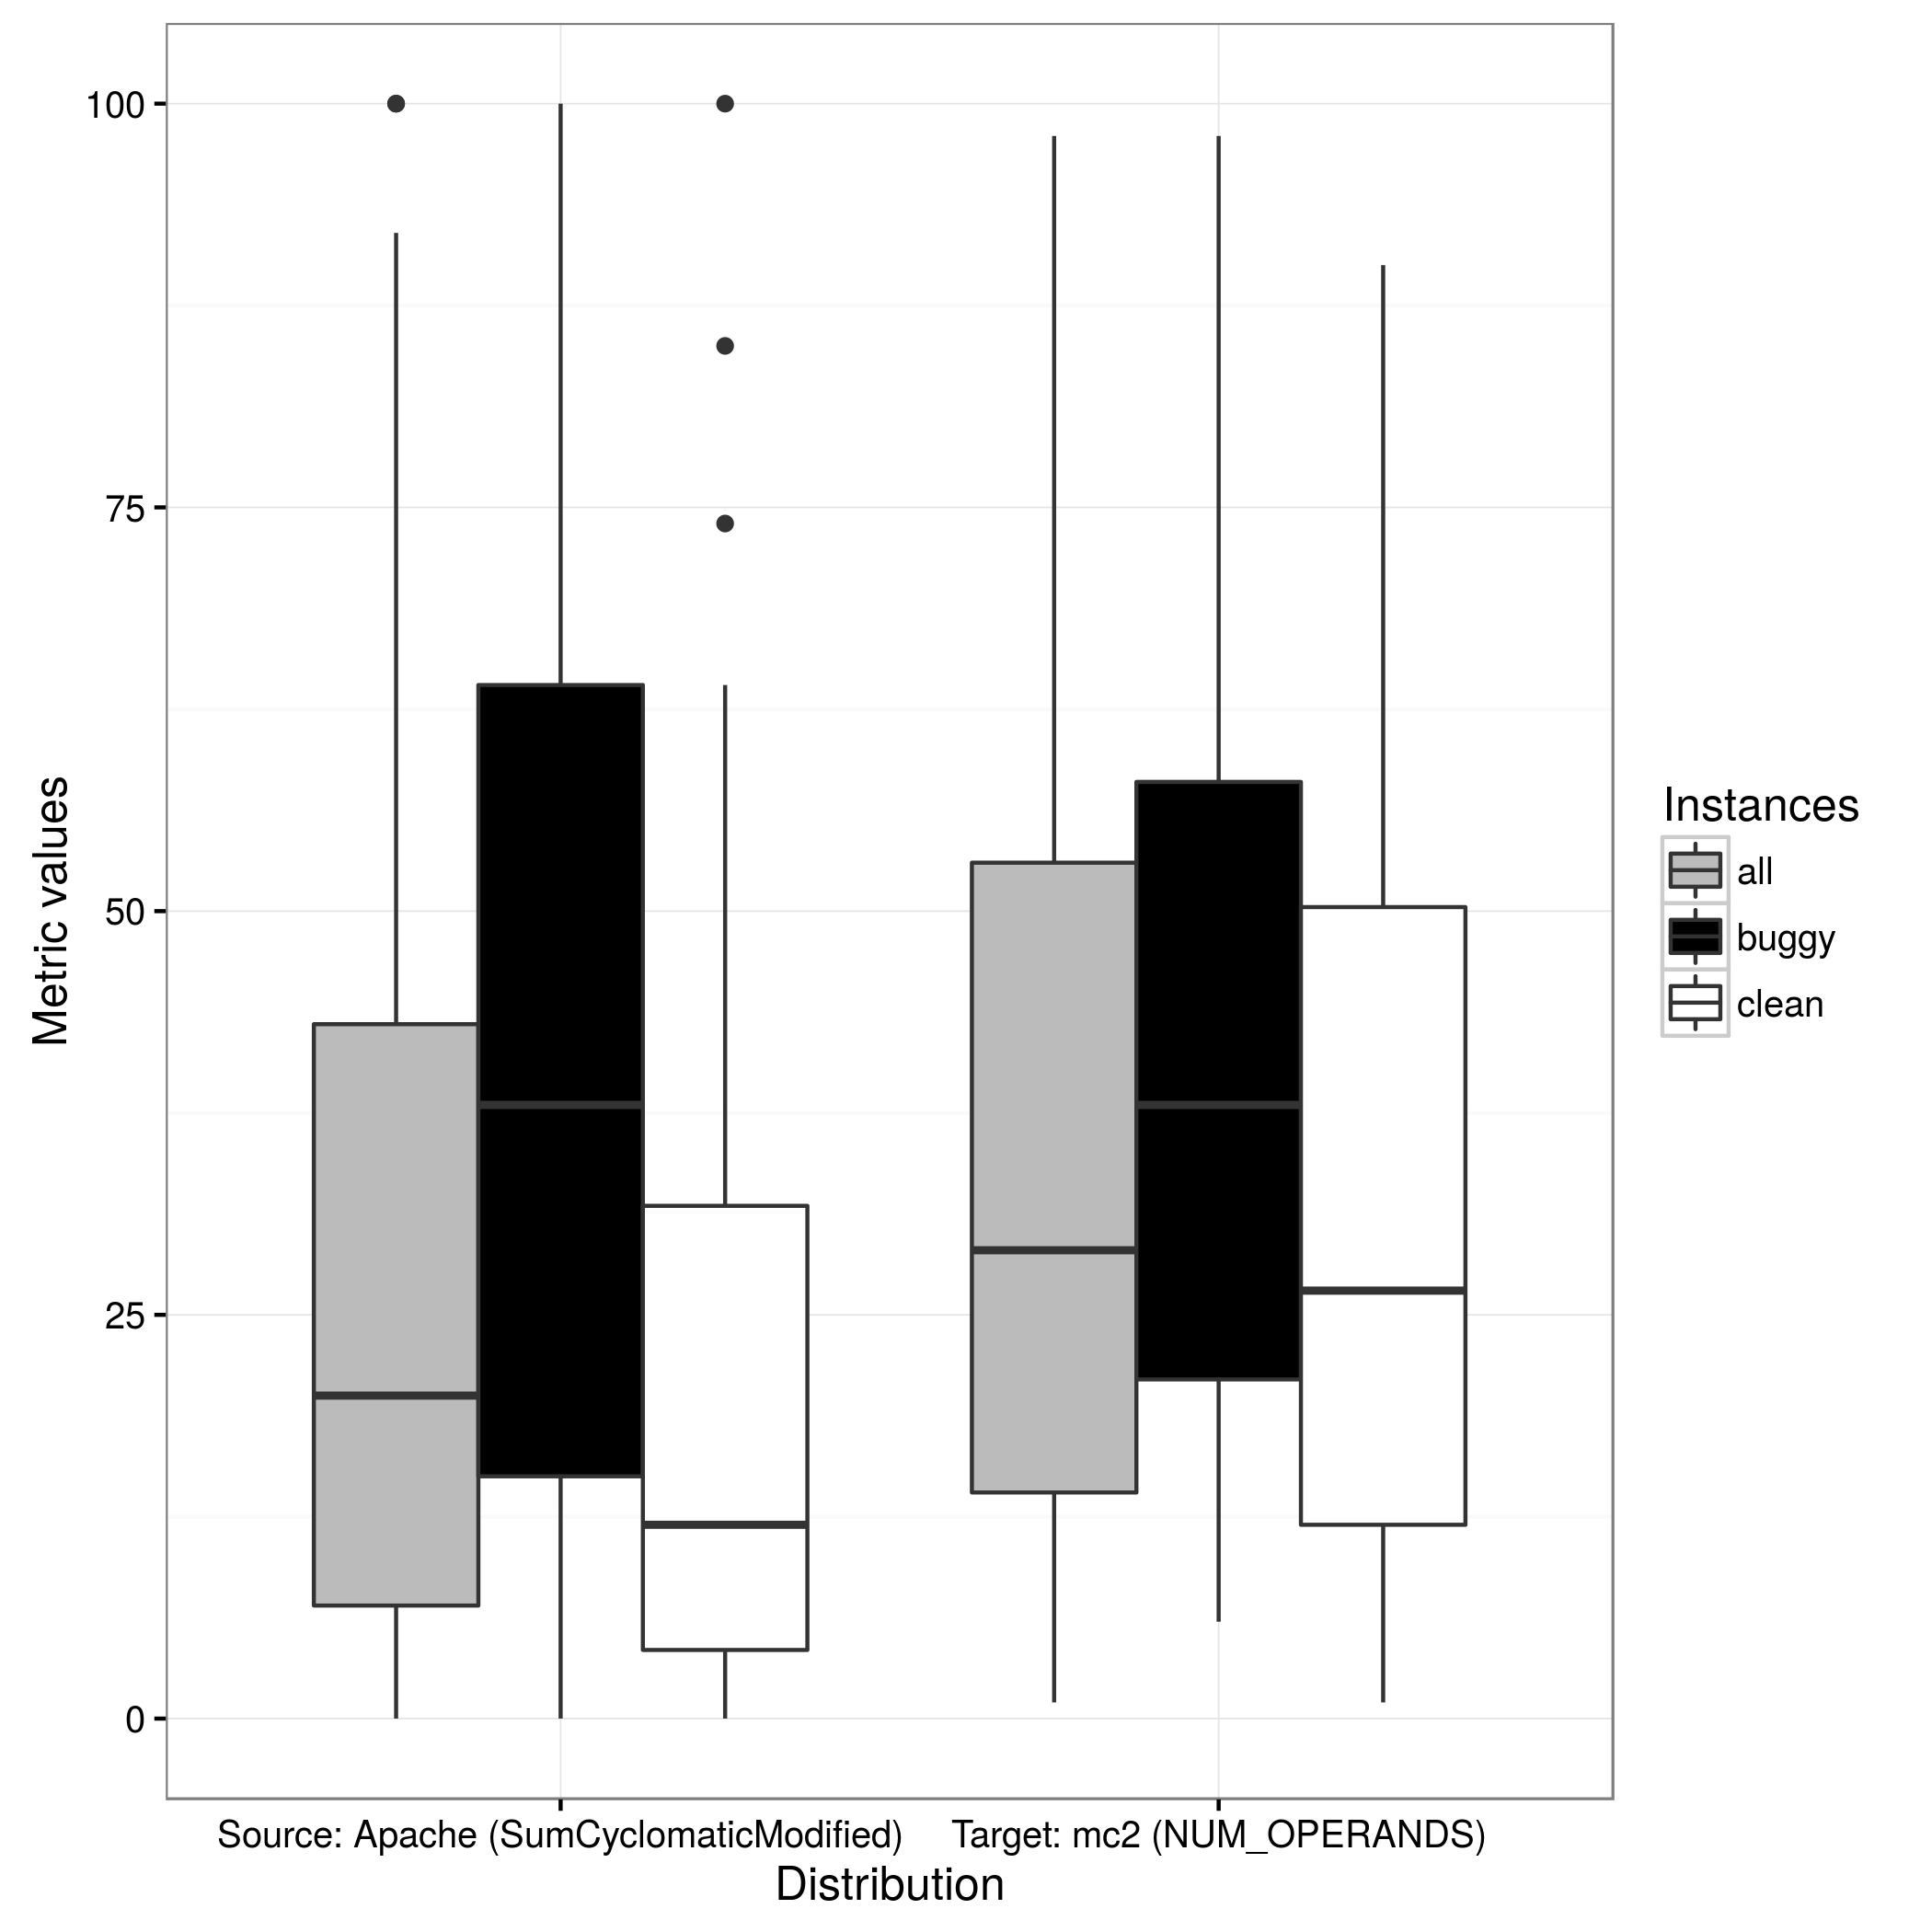 100
75
50
25
0
Metric values
Source: Apache (SumCyclomaticModified)
Target: mc2 (NUM_OPERANDS)
Distribution
Instances
all
buggy
clean